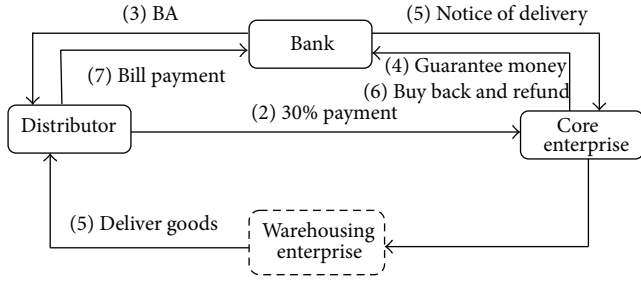 (3) BA
(5) Notice of delivery
Bank
(7) Bill payment
(4) Guarantee money
(6) Buy back and refund
Distributor
(2) 30% payment
Core
enterprise
(5) Deliver goods
Warehousing
enterprise